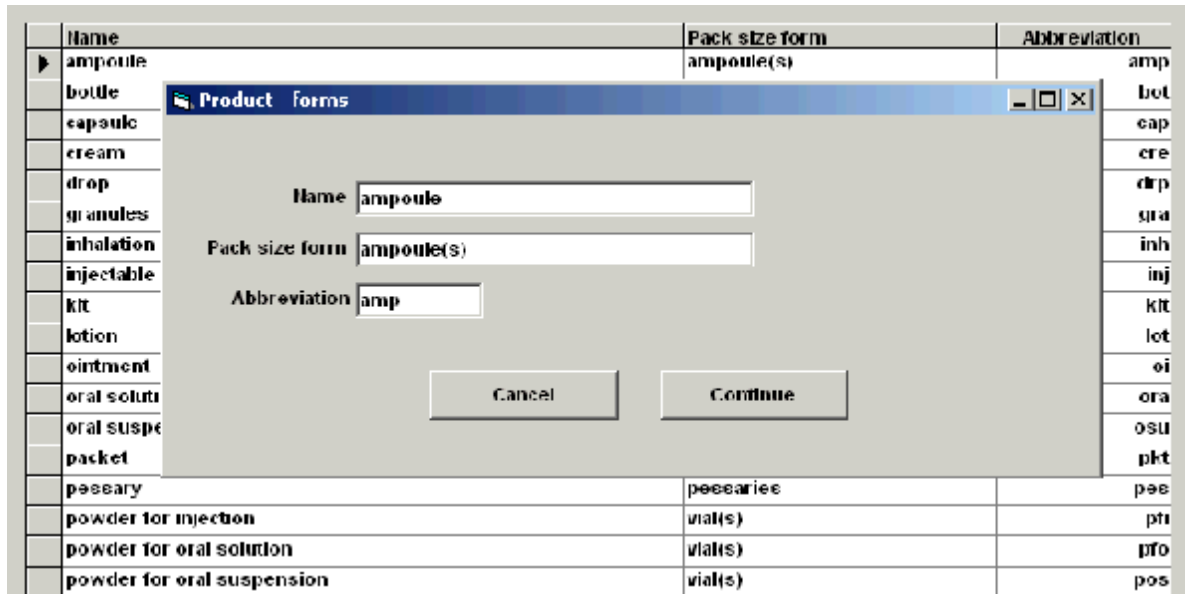 Name Pack size form Abbreviation
ampoule ampoule(s) amp
bottle bot
Product forms
capsule cap
cream cre
drop drp
Name ampoule
granules gra
inhalation inh
Pack size form ampoule(s)
injectable inj
Abbreviation amp
kit kit
lotion lot
ointment oi
Cancel Continue
oral soluti ora
oral suspe osu
packet pkt
pessary pessaries pes
powder for injection vial(s) pfi
powder for oral solution vial(s) pfo
powder for oral suspension vial(s) pos